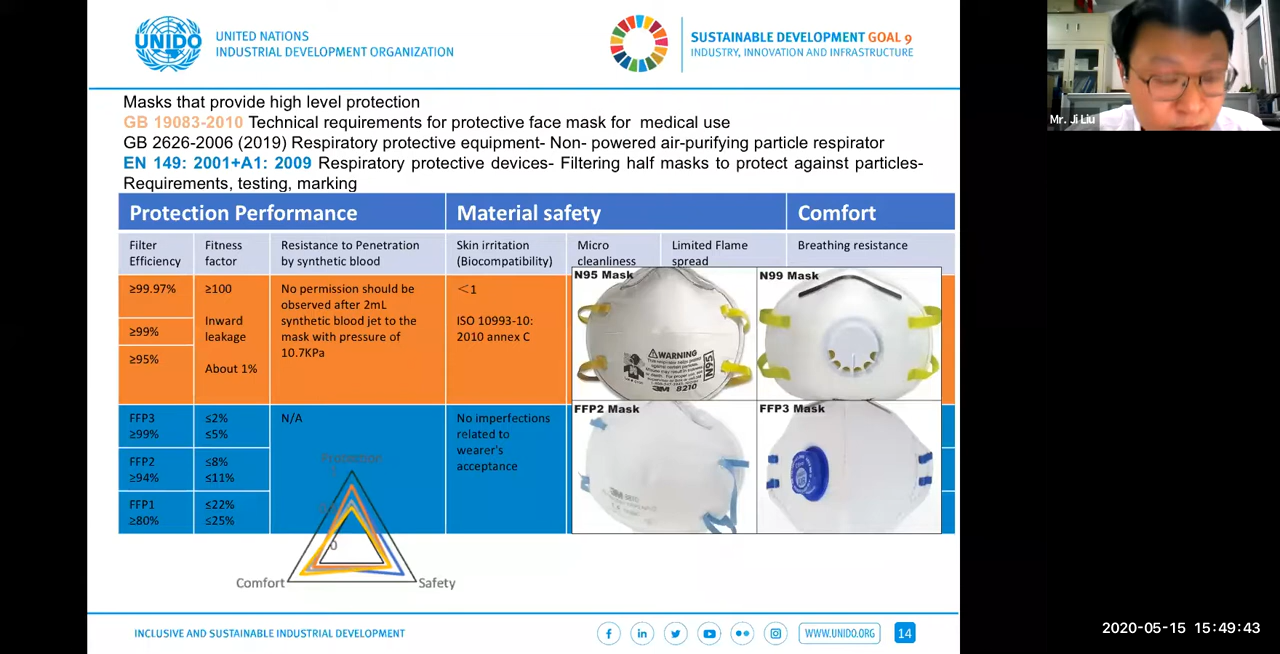 UNIDO
UNITED NATIONS
INDUSTRIAL DEVELOPMENT ORGANIZATION
SUSTAINABLE DEVELOPMENT GOAL 9
INDUSTRY, INNOVATION AND INFRASTRUCTURE
Mr. Ji Liu
Masks that provide high level protection
GB 19083-2010 Technical requirements for protective face mask for medical use
GB 2626-2006 (2019) Respiratory protective equipment- Non- powered air-purifying particle respirator
EN 149: 2001+A1: 2009 Respiratory protective devices- Filtering half masks to protect against particles-
Requirements, testing, marking
Protection Performance
Material safety
Comfort
Filter
Efficiency
Fitness
factor
Resistance to Penetration
by synthetic blood
Skin irritation
(Biocompatibility)
Micro
cleanliness
Limited Flame
spread
Breathing resistance
≥99.97%
≥99%
≥95%
≥100
Inward
leakage
About 1%
No permission should be
observed after 2mL
synthetic blood jet to the
mask with pressure of
10.7KPa
＜1
ISO 10993-10:
2010 annex C
N95 Mask
WARNING
N95
3M 8210
N99 Mask
FFP3
≥99%
≤2%
≤5%
N/A
No imperfections
related to
wearer's
acceptance
FFP2
≥94%
≤8%
≤11%
FFP1
≥80%
≤22%
≤25%
FFP2 Mask
3M
FFP3 Mask
Protection
0
Comfort
Safety
INCLUSIVE AND SUSTAINABLE INDUSTRIAL DEVELOPMENT
WWW.UNIDO.ORG
14
2020-05-15 15:49:43